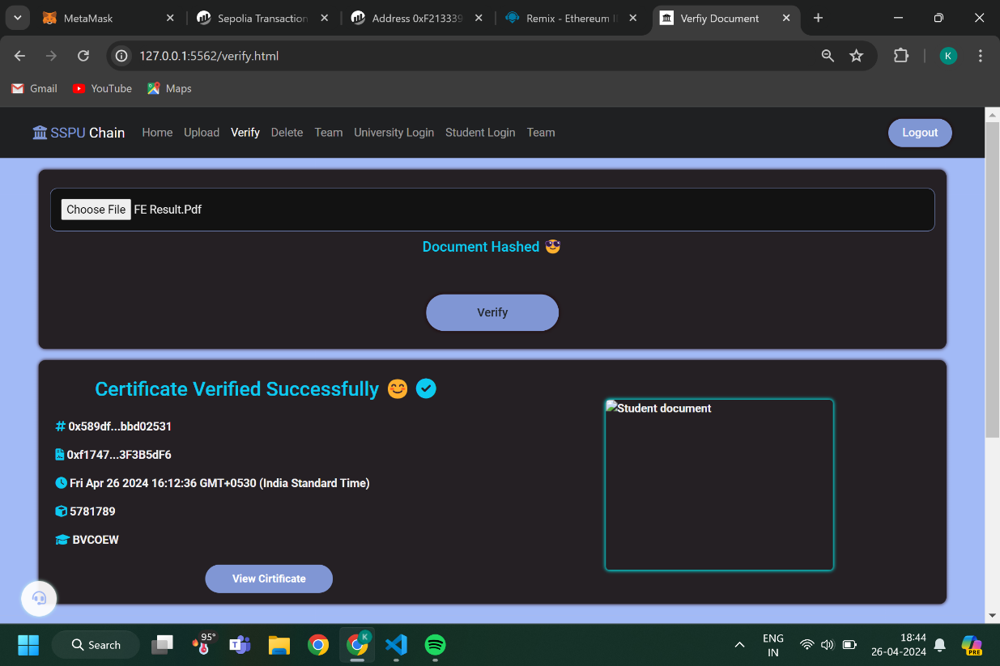 MetaMask
Sepolia Transaction
Address 0xF213339
Remix - Ethereum I
Verfiy Document
127.0.0.1:5562/verify.html
K
Gmail
YouTube
Maps
SSPU Chain
Home
Upload
Verify
Delete
Team
University Login
Student Login
Team
Logout
Choose File FE Result.Pdf
Document Hashed
Verify
Certificate Verified Successfully
# 0x589df...bbd02531
0xf1747...3F3B5dF6
Fri Apr 26 2024 16:12:36 GMT+0530 (India Standard Time)
5781789
BVCOEW
View Cirtificate
Student document
Search
95°
K
ENG
IN
18:44
26-04-2024
PRE